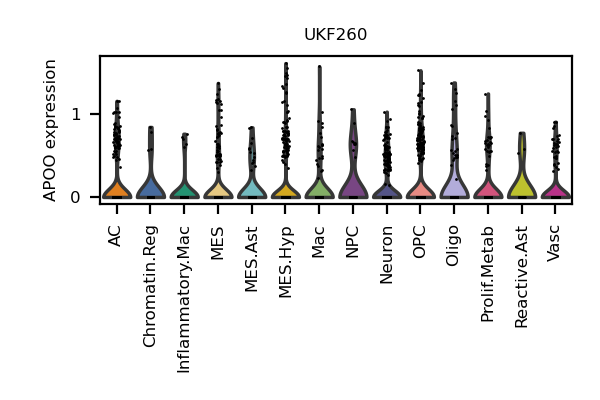 UKF260
APOO expression
1
0
AC
Chromatin.Reg
Inflammatory.Mac
MES
MES.Ast
MES.Hyp
Mac
NPC
Neuron
OPC
Oligo
Prolif.Metab
Reactive.Ast
Vasc